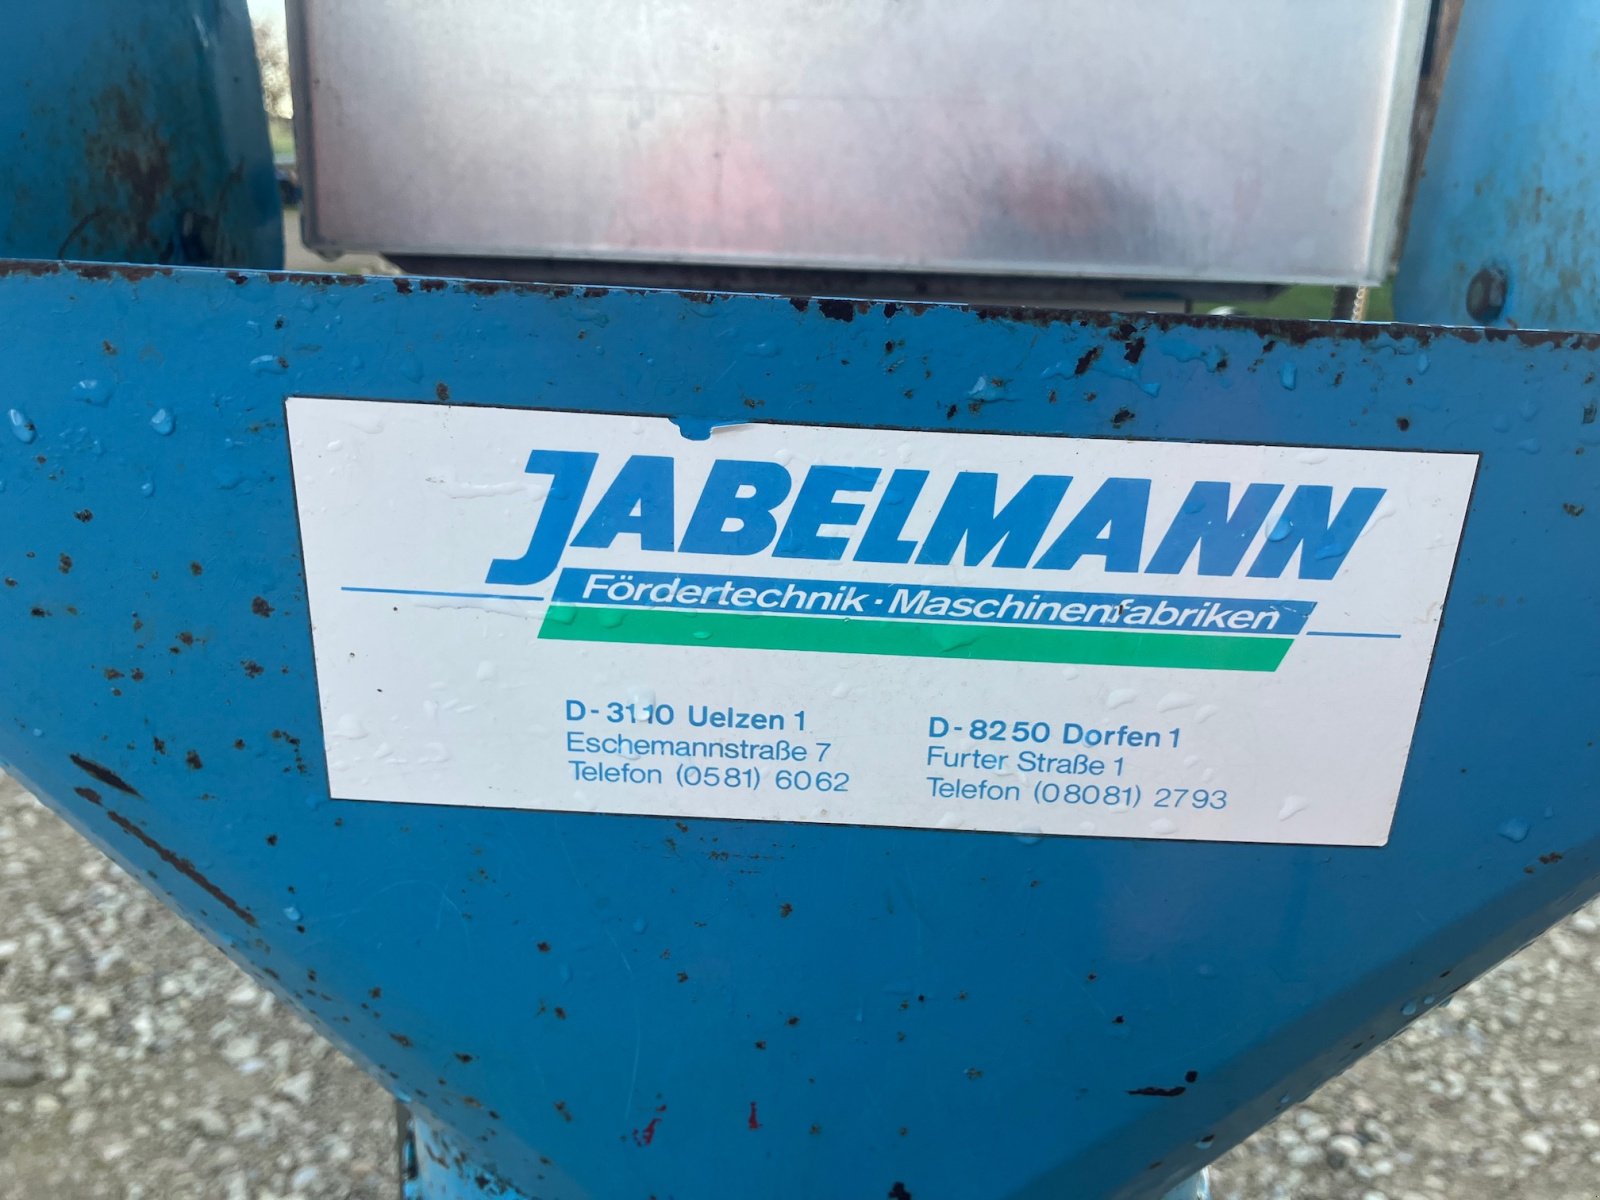 JABELMANN
Fördertechnik · Maschinenfabriken
D-3110 Uelzen 1
Eschemannstraße 7
Telefon (0581) 6062
D-8250 Dorfen 1
Furter Straße 1
Telefon (08081) 2793